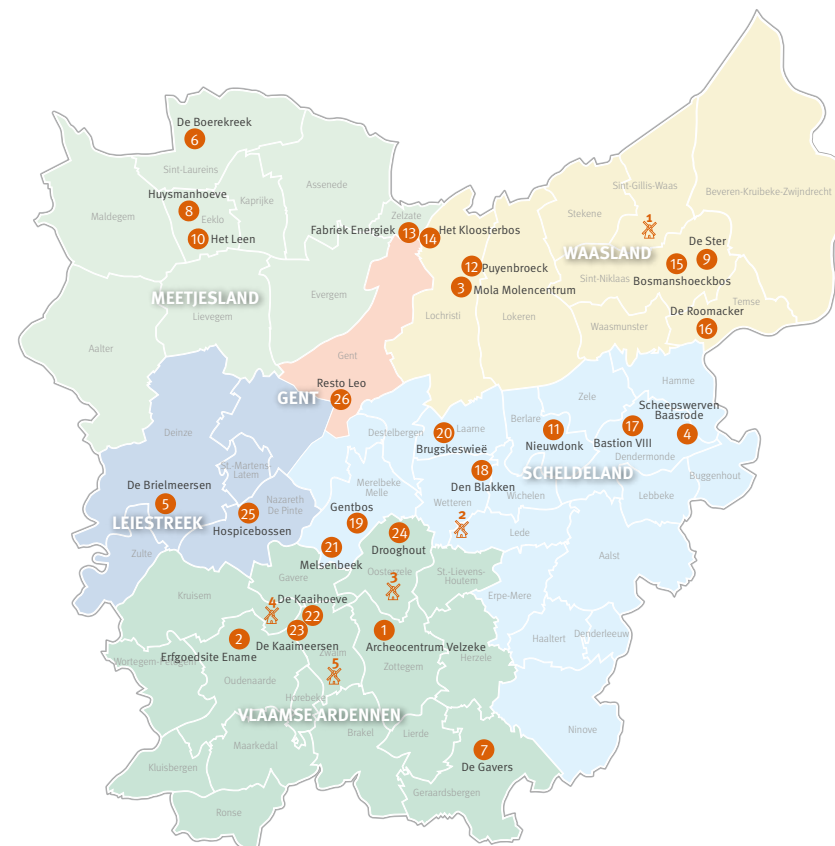 De Boerekreek
6
Sint-Laureins
Huysmanhoeve
8
Eeklo
Kaprijke
Assenede
Maldegem
10
Het Leen
Zelzate
Fabriek Energiek
13
14
Het Kloosterbos
12
Puyenbroeck
3
Mola Molencentrum
Sint-Gillis-Waas
Beveren-Kruibeke-Zwijndrecht
Stekene
1
WAASLAND
De Ster
15
9
Sint-Niklaas
Bosmanshoeckbos
Temse
De Roomacker
16
Waasmunster
MEETJESLAND
Lievegem
Evergem
Lochristi
Lokeren
Aalter
Gent
Resto Leo
GENT
26
Deinze
Destelbergen
20
Laarne
Brugskeswieë
Berlare
11
Nieuwdonk
Zele
Hamme
Scheepswerven
Baasrode
17
4
Bastion VIII
Dendermonde
18
Den Blakken
SCHELDELAND
Buggenhout
Lebbeke
Wichelen
Wetteren
2
Lede
Aalst
St.-Martens-
Latem
De Brielmeersen
5
Nazareth
De Pinte
25
LEIESTREEK
Hospicebossen
Zulte
Merelbeke
Melle
Gentbos
19
21
Melsenbeek
24
Drooghout
Oosterzele
3
St.-Lievens-
Houtem
Erpe-Mere
Haaltert
Denderleeuw
Kruisem
Gavere
4
De Kaaihoeve
22
23
De Kaaimeersen
2
Erfgoedsite Ename
Wortegem-Petegem
Oudenaarde
1
Archeocentrum Velzeke
Zwalm
5
Zottegem
Herzele
Horebeke
VLAAMSE ARDENNEN
Maarkedal
Brakel
Lierde
Ninove
Kluisbergen
7
De Gavers
Geraardsbergen
Ronse